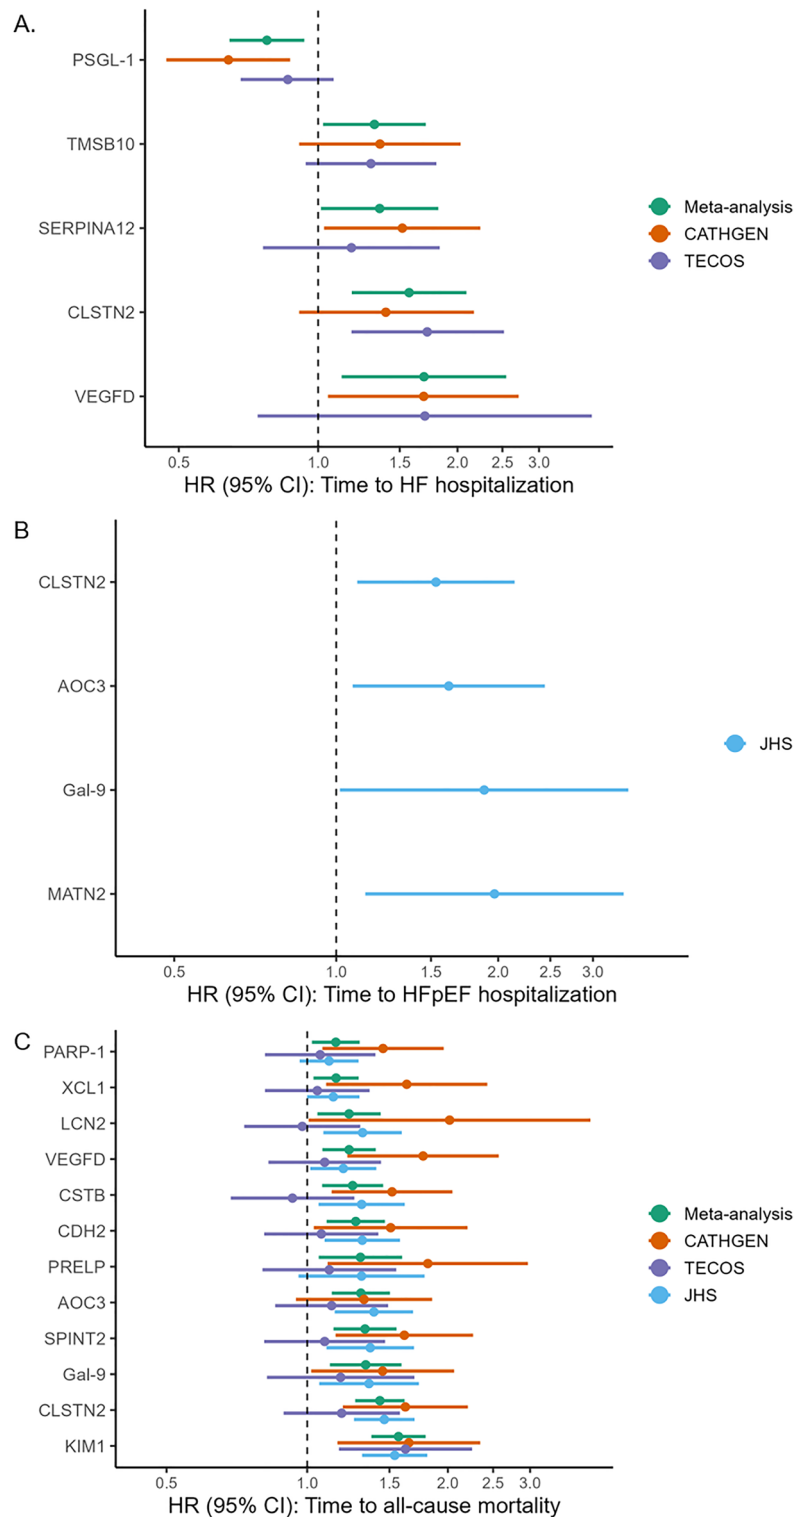 A.
PSGL-1
TMSB10
SERPINA12
CLSTN2
VEGFD
0.5 1.0 1.5 2.0 2.5 3.0
HR (95% CI): Time to HF hospitalization
Meta-analysis
CATHGEN
TECOS
B
CLSTN2
AOC3
Gal-9
MATN2
0.5 1.0 1.5 2.0 2.5 3.0
HR (95% CI): Time to HFpEF hospitalization
JHS
C
PARP-1
XCL1
LCN2
VEGFD
CSTB
CDH2
PRELP
AOC3
SPINT2
Gal-9
CLSTN2
KIM1
0.5 1.0 1.5 2.0 2.5 3.0
HR (95% CI): Time to all-cause mortality
Meta-analysis
CATHGEN
TECOS
JHS